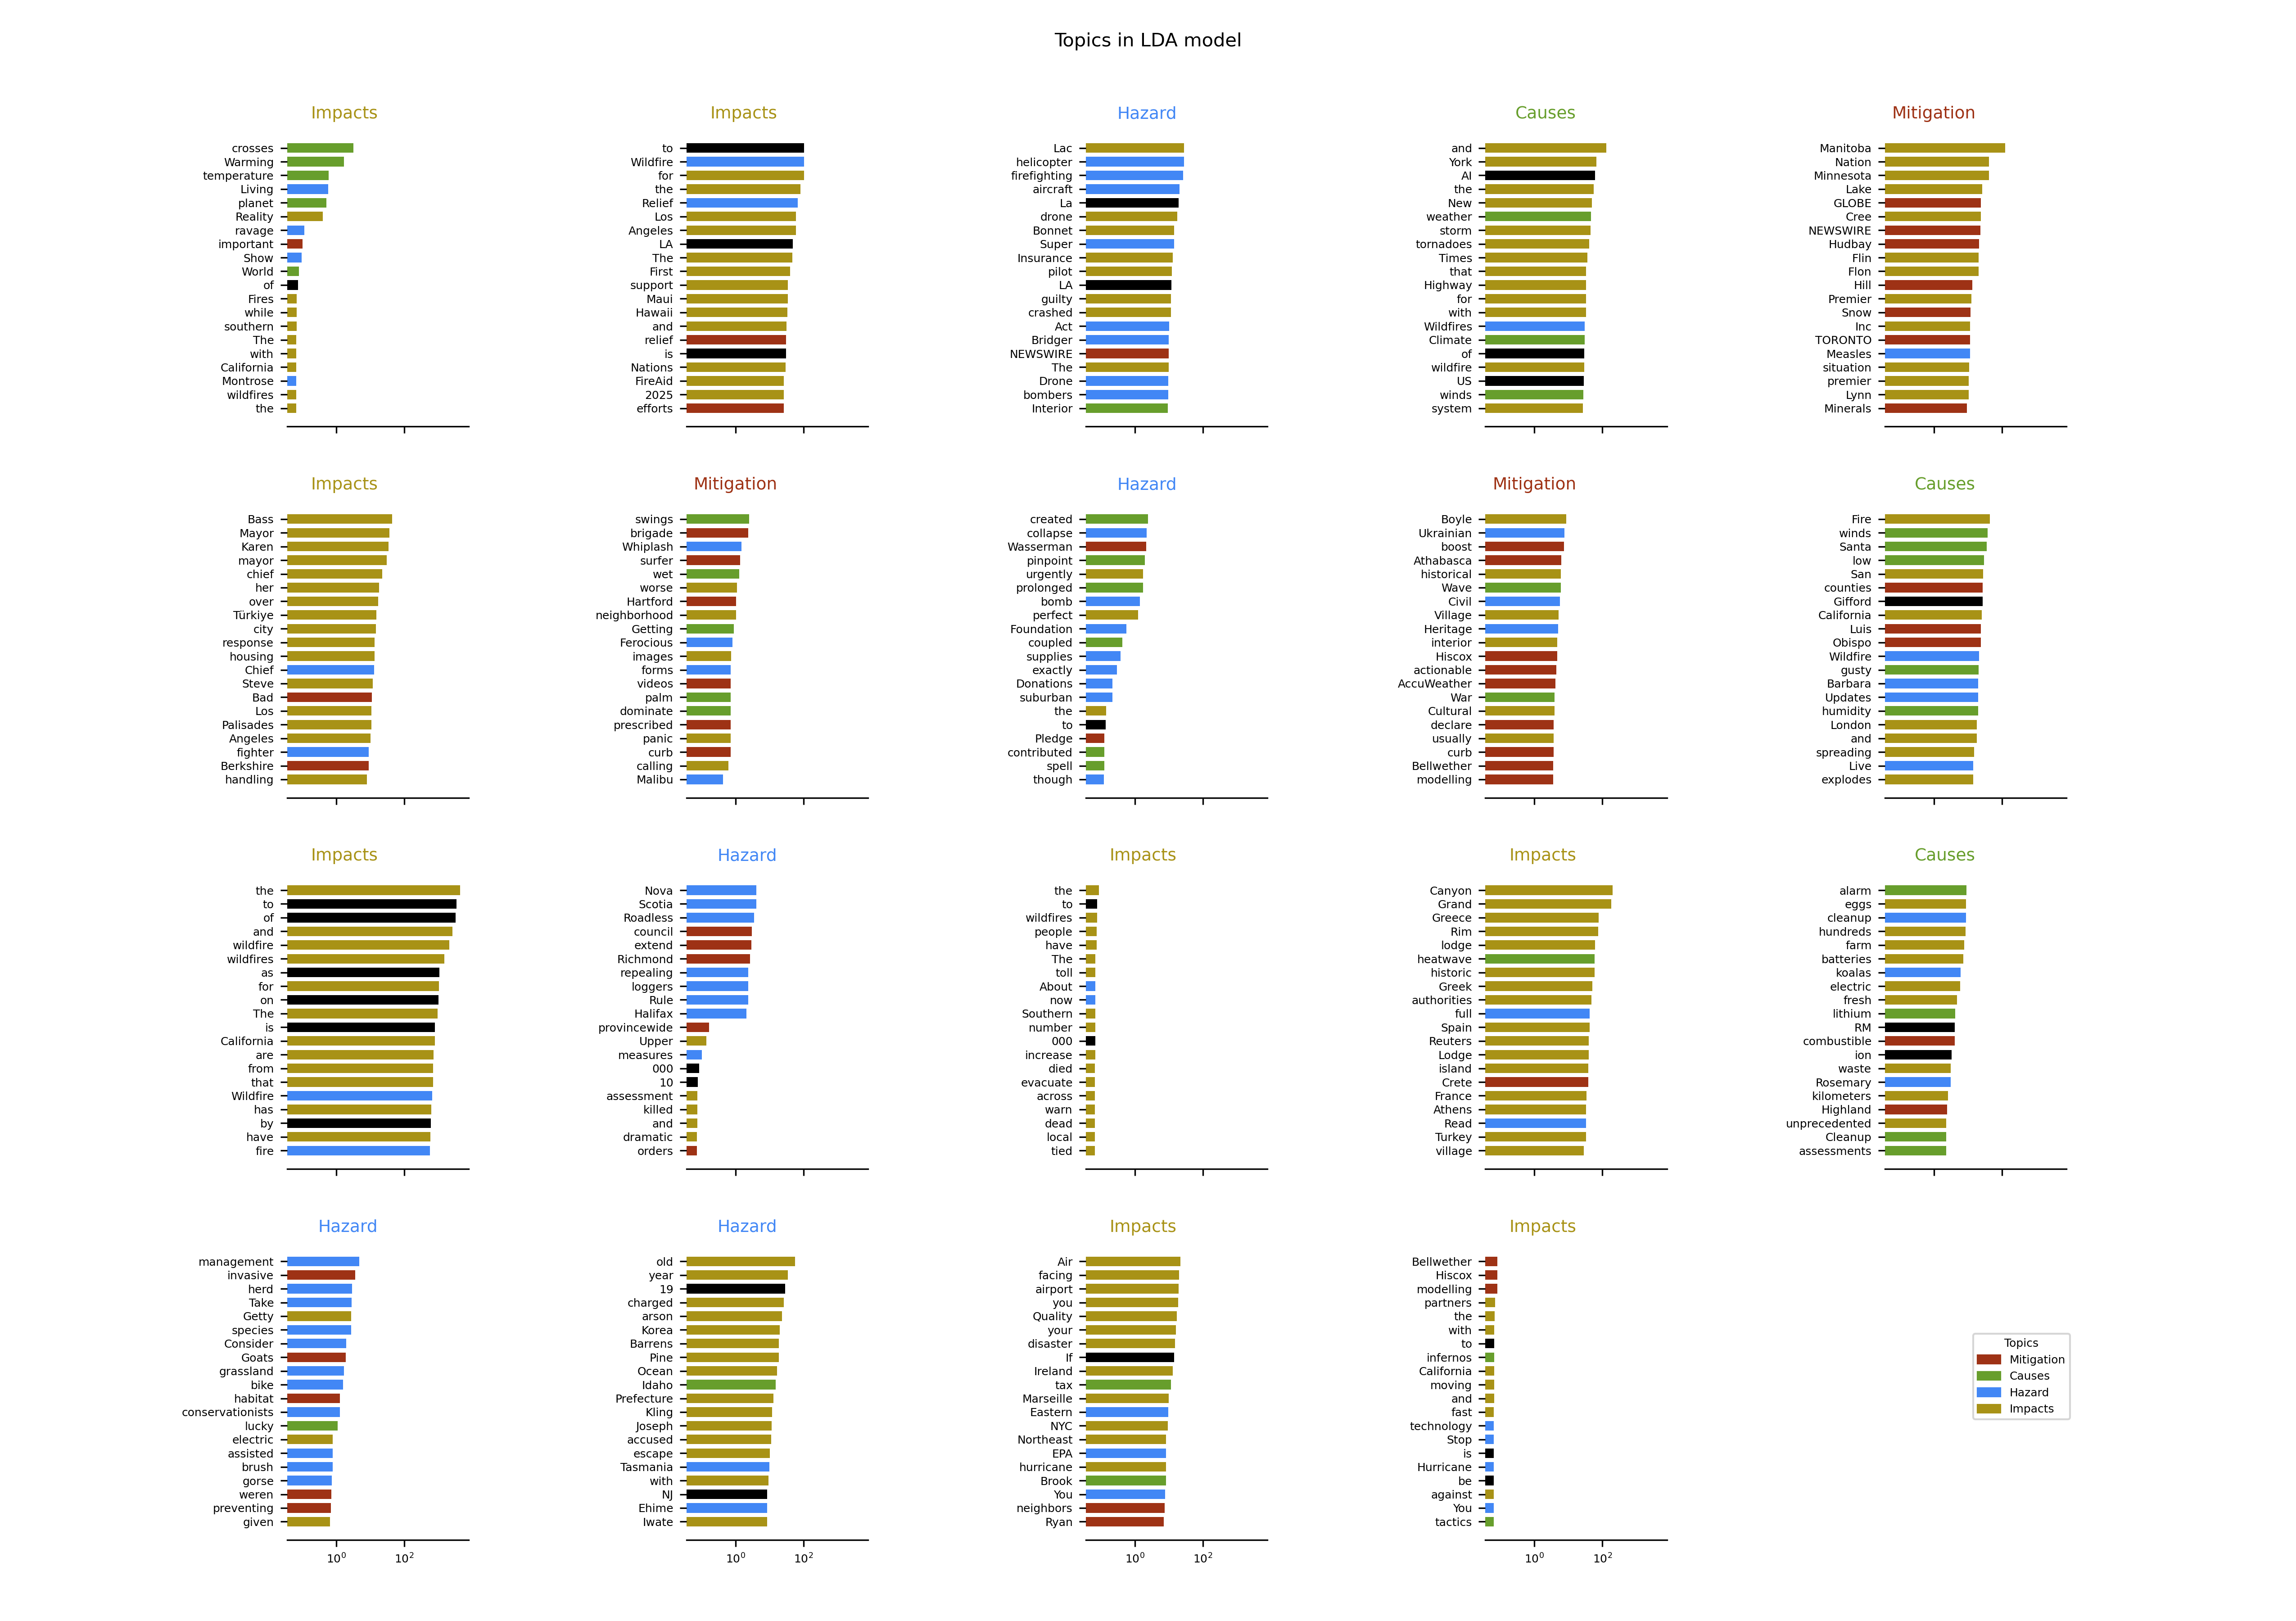 Topics in LDA model
Impacts
crosses
Warming
temperature
Living
planet
Reality
ravage
important
Show
World
of
Fires
while
southern
The
with
California
Montrose
wildfires
the
Impacts
to
Wildfire
for
the
Relief
Los
Angeles
LA
The
First
support
Maui
Hawaii
and
relief
is
Nations
FireAid
2025
efforts
Hazard
Lac
helicopter
firefighting
aircraft
La
drone
Bonnet
Super
Insurance
pilot
LA
guilty
crashed
Act
Bridger
NEWSWIRE
The
Drone
bombers
Interior
Causes
and
York
AI
the
New
weather
storm
tornadoes
Times
that
Highway
for
with
Wildfires
Climate
of
wildfire
US
winds
system
Mitigation
Manitoba
Nation
Minnesota
Lake
GLOBE
Cree
NEWSWIRE
Hudbay
Flin
Flon
Hill
Premier
Snow
Inc
TORONTO
Measles
situation
premier
Lynn
Minerals
Impacts
Bass
Mayor
Karen
mayor
chief
her
over
Türkiye
city
response
housing
Chief
Steve
Bad
Los
Palisades
Angeles
fighter
Berkshire
handling
Mitigation
swings
brigade
Whiplash
surfer
wet
worse
Hartford
neighborhood
Getting
Ferocious
images
forms
videos
palm
dominate
prescribed
panic
curb
calling
Malibu
Hazard
created
collapse
Wasserman
pinpoint
urgently
prolonged
bomb
perfect
Foundation
coupled
supplies
exactly
Donations
suburban
the
to
Pledge
contributed
spell
though
Mitigation
Boyle
Ukrainian
boost
Athabasca
historical
Wave
Civil
Village
Heritage
interior
Hiscox
actionable
AccuWeather
War
Cultural
declare
usually
curb
Bellwether
modelling
Causes
Fire
winds
Santa
low
San
counties
Gifford
California
Luis
Obispo
Wildfire
gusty
Barbara
Updates
humidity
London
and
spreading
Live
explodes
Impacts
the
to
of
and
wildfire
wildfires
as
for
on
The
is
California
are
from
that
Wildfire
has
by
have
fire
Hazard
Nova
Scotia
Roadless
council
extend
Richmond
repealing
loggers
Rule
Halifax
provincewide
Upper
measures
000
10
assessment
killed
and
dramatic
orders
Impacts
the
to
wildfires
people
have
The
toll
About
now
Southern
number
000
increase
died
evacuate
across
warn
dead
local
tied
Impacts
Canyon
Grand
Greece
Rim
lodge
heatwave
historic
Greek
authorities
full
Spain
Reuters
Lodge
island
Crete
France
Athens
Read
Turkey
village
Causes
alarm
eggs
cleanup
hundreds
farm
batteries
koalas
electric
fresh
lithium
RM
combustible
ion
waste
Rosemary
kilometers
Highland
unprecedented
Cleanup
assessments
Hazard
management
invasive
herd
Take
Getty
species
Consider
Goats
grassland
bike
habitat
conservationists
lucky
electric
assisted
brush
gorse
weren
preventing
given
10⁰ 10²
Hazard
old
year
19
charged
arson
Korea
Barrens
Pine
Ocean
Idaho
Prefecture
Kling
Joseph
accused
escape
Tasmania
with
NJ
Ehime
Iwate
10⁰ 10²
Impacts
Air
facing
airport
you
Quality
your
disaster
If
Ireland
tax
Marseille
Eastern
NYC
Northeast
EPA
hurricane
Brook
You
neighbors
Ryan
10⁰ 10²
Impacts
Bellwether
Hiscox
modelling
partners
the
with
to
infernos
California
moving
and
fast
technology
Stop
is
Hurricane
be
against
You
tactics
10⁰ 10²
Topics
Mitigation
Causes
Hazard
Impacts